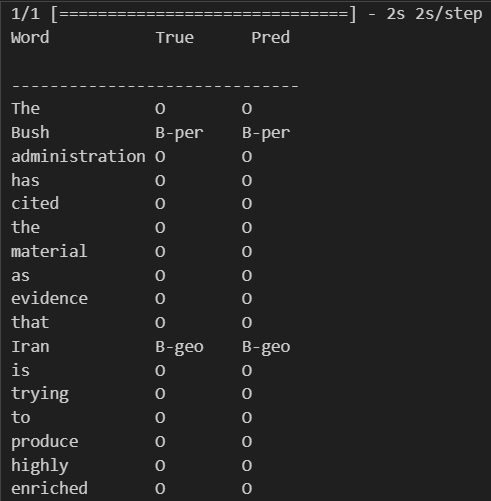 1/1 [==============================] - 2s 2s/step
Word True Pred
------------------------------
The O O
Bush B-per B-per
administration O O
has O O
cited O O
the O O
material O O
as O O
evidence O O
that O O
Iran B-geo B-geo
is O O
trying O O
to O O
produce O O
highly O O
enriched O O